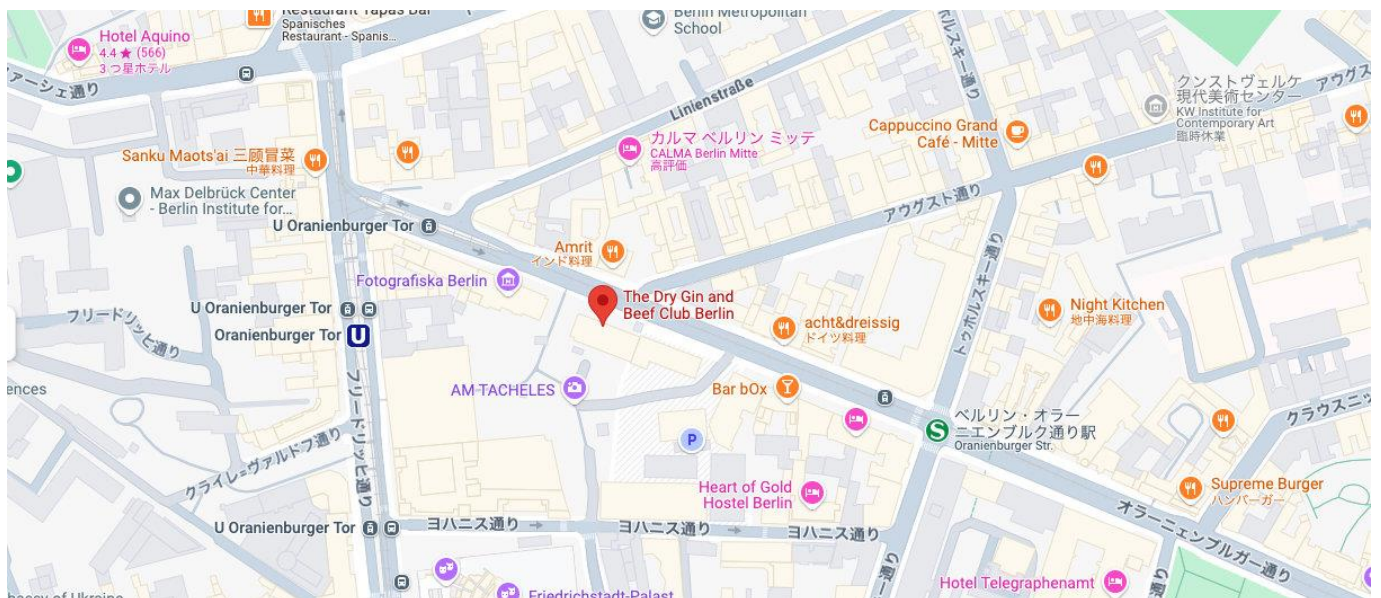 Restaurant Tapas Bar
Spanisches
Restaurant - Spanis...
Berlin Metropolitan
School
Hotel Aquino
4.4 ★ (566)
3 つ星ホテル
ァーシェ通り
Linienstraße
トゥホルスキー通り
クンストヴェルケ
現代美術センター
KW Institute for
Contemporary Art
臨時休業
アウグスト通り
カルマ ベルリン ミッテ
CALMA Berlin Mitte
高評価
Cappuccino Grand
Café - Mitte
Sanku Maots'ai 三顾冒菜
中華料理
Max Delbrück Center
- Berlin Institute for...
U Oranienburger Tor
アウグスト通り
Amrit
インド料理
Fotografiska Berlin
The Dry Gin and
Beef Club Berlin
U Oranienburger Tor
Oranienburger Tor
U
フリードリッヒ通り
acht&dreissig
ドイツ料理
トゥホルスキー通り
Night Kitchen
地中海料理
ences
AM TACHELES
Bar bOx
フリードリッヒ通り
P
S
ベルリン・オラー
ニエンブルク通り駅
Oranienburger Str.
クラウスニッ
クライレ=ヴァルドフ通り
Heart of Gold
Hostel Berlin
Supreme Burger
ハンバーガー
U Oranienburger Tor
ヨハニス通り
ヨハニス通り
ヨハニス通り
オラーニェンブルガー通り
Hotel Telegraphenamt
Friedrichstadt-Palast
of Ukraine